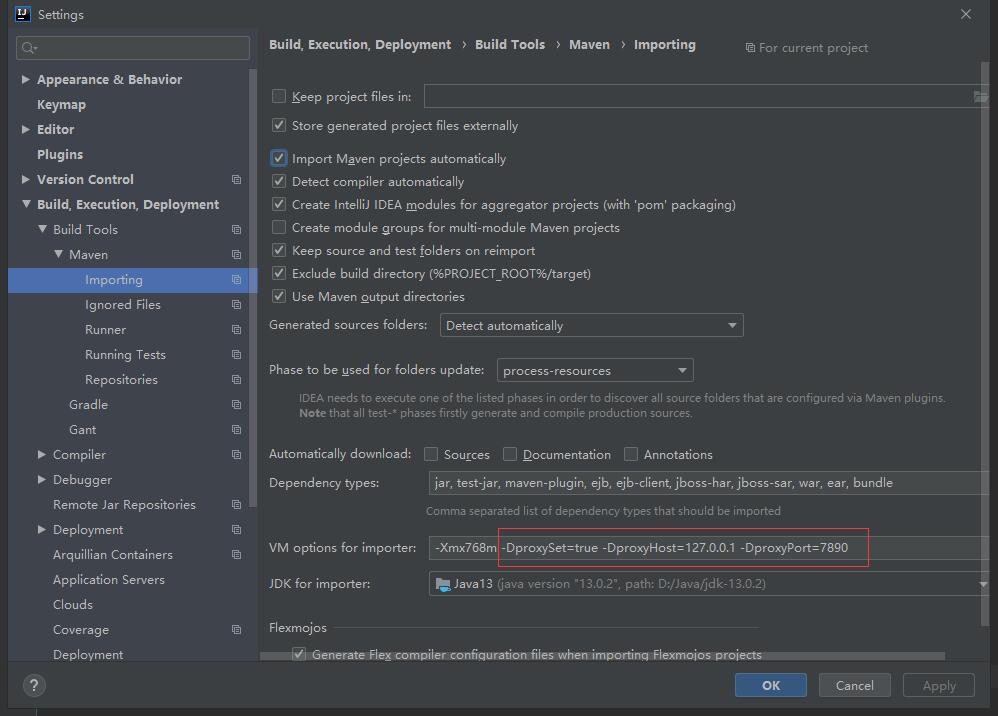 IJ Settings
Build, Execution, Deployment › Build Tools › Maven › Importing For current project
Appearance & Behavior
Keymap
Editor
Plugins
Version Control
Build, Execution, Deployment
Build Tools
Maven
Importing
Ignored Files
Runner
Running Tests
Repositories
Gradle
Gant
Compiler
Debugger
Remote Jar Repositories
Deployment
Arquillian Containers
Application Servers
Clouds
Coverage
Deployment
Keep project files in:
Store generated project files externally
Import Maven projects automatically
Detect compiler automatically
Create IntelliJ IDEA modules for aggregator projects (with 'pom' packaging)
Create module groups for multi-module Maven projects
Keep source and test folders on reimport
Exclude build directory (%PROJECT_ROOT%/target)
Use Maven output directories
Generated sources folders: Detect automatically
Phase to be used for folders update: process-resources
IDEA needs to execute one of the listed phases in order to discover all source folders that are configured via Maven plugins.
Note that all test-* phases firstly generate and compile production sources.
Automatically download: Sources Documentation Annotations
Dependency types: jar, test-jar, maven-plugin, ejb, ejb-client, jboss-har, jboss-sar, war, ear, bundle
Comma separated list of dependency types that should be imported
VM options for importer: -Xmx768m -DproxySet=true -DproxyHost=127.0.0.1 -DproxyPort=7890
JDK for importer: Java13 (java version "13.0.2", path: D:/Java/jdk-13.0.2)
Flexmojos
Generate Flex compiler configuration files when importing Flexmojos projects
? OK Cancel Apply